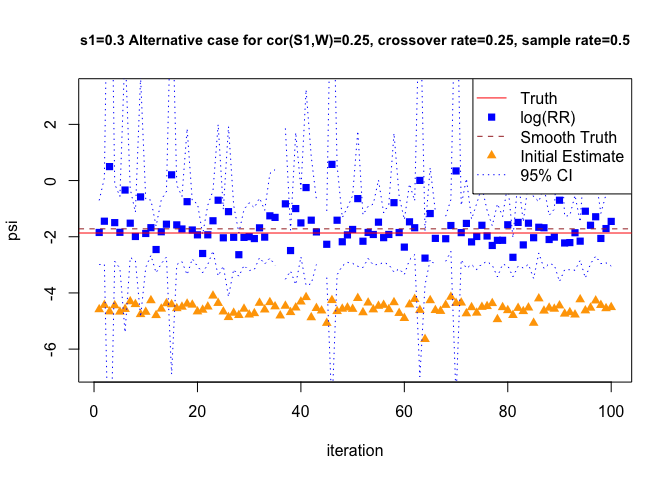 s1=0.3 Alternative case for cor(S1,W)=0.25, crossover rate=0.25, sample rate=0.5
Truth
log(RR)
Smooth Truth
Initial Estimate
95% CI
psi
2
0
-2
-4
-6
0 20 40 60 80 100
iteration